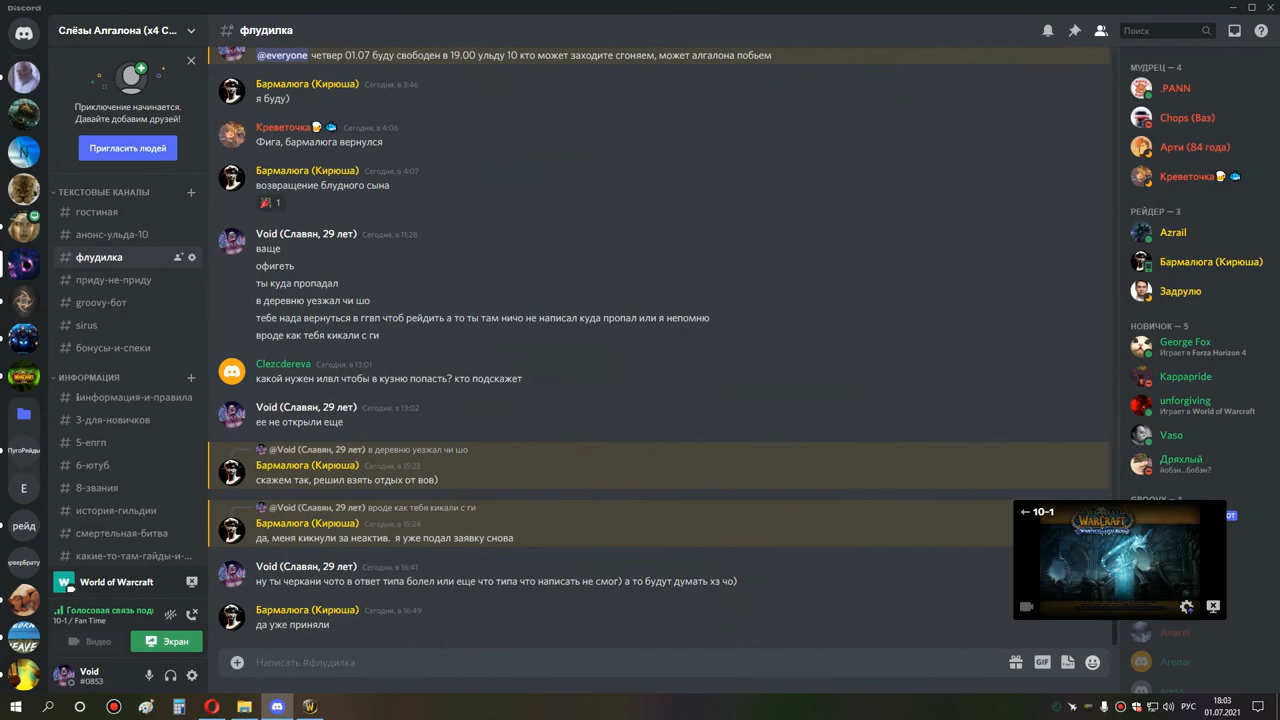 Discord
Слёзы Алгалона (x4 С...
флудилка
Поиск
Приключение начинается.
Давайте добавим друзей!
Пригласить людей
ТЕКСТОВЫЕ КАНАЛЫ
гостиная
анонс-ульда-10
флудилка
приду-не-приду
groovy-бот
sirus
бонусы-и-спеки
ИНФОРМАЦИЯ
информация-и-правила
3-для-новичков
5-епгп
6-ютуб
8-звания
история-гильдии
смертельная-битва
какие-то-там-гайды-и-...
World of Warcraft
Голосовая связь под
10-1 / Fan Time
Видео
Экран
Void
#0853
ПугоРейды
E
рейд
@everyone четверг 01.07 буду свободен в 19.00 ульду 10 кто может заходите сгоняем, может алгалона побьем
Бармалюга (Кирюша) Сегодня, в 3:46
я буду)
Креветочка Сегодня, в 4:06
Фига, бармалюга вернулся
Бармалюга (Кирюша) Сегодня, в 4:07
возвращение блудного сына
1
Void (Славян, 29 лет) Сегодня, в 11:28
ваще
офигеть
ты куда пропадал
в деревню уезжал чи шо
тебе нада вернуться в ггвп чтоб рейдить а то ты там ничо не написал куда пропал или я непомню
вроде как тебя кикали с ги
Clezcdereva Сегодня, в 13:01
какой нужен илвл чтобы в кузню попасть? кто подскажет
Void (Славян, 29 лет) Сегодня, в 13:02
ее не открыли еще
@Void (Славян, 29 лет) в деревню уезжал чи шо
Бармалюга (Кирюша) Сегодня, в 15:23
скажем так, решил взять отдых от вов)
@Void (Славян, 29 лет) вроде как тебя кикали с ги
Бармалюга (Кирюша) Сегодня, в 15:24
да, меня кикнули за неактив. я уже подал заявку снова
Void (Славян, 29 лет) Сегодня, в 16:41
ну ты черкани чото в ответ типа болел или еще что типа что написать не смог) а то будут думать хз чо)
Бармалюга (Кирюша) Сегодня, в 16:49
да уже приняли
Написать #флудилка
GIF
МУДРЕЦ — 4
.PANN
Chops (Ваз)
Арти (84 года)
Креветочка
РЕЙДЕР — 3
Azrail
Бармалюга (Кирюша)
Задрулю
НОВИЧОК — 5
George Fox
Играет в Forza Horizon 4
Kappapride
unforgiving
Играет в World of Warcraft
Vaso
Дряхлый
йобэн...бобэн?
GROOVY — 1
10-1
WARCRAFT
Anarel
Arenar
aress
РУС
18:03
01.07.2021